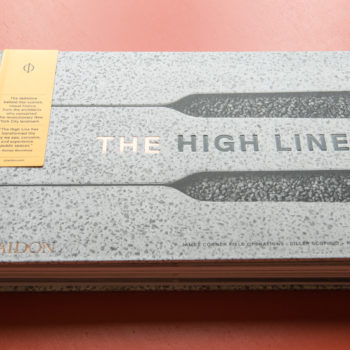 The definitive
behind-the-scenes,
visual history
from the architects
who conceived
the revolutionary New
York City landmark
"The High Line has
transformed the
way we see, perceive,
and experience
public spaces."
THE HIGH LINE
AIDON
JAMES CORNER FIELD OPERATIONS · DILLER SCOFIDIO +